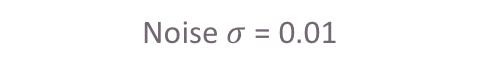 Noise 𝜎 = 0.01